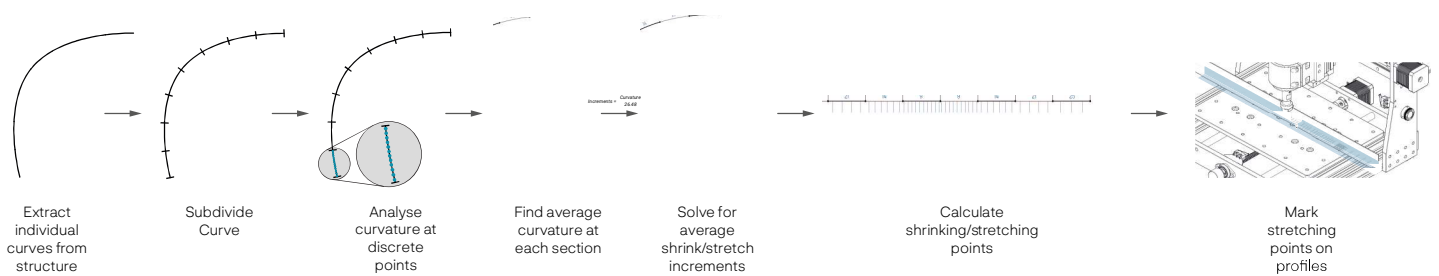 Increments = Curvature
26.48
Extract
individual
curves from
structure
Subdivide
Curve
Analyse
curvature at
discrete
points
Find average
curvature at
each section
Solve for
average
shrink/stretch
increments
Calculate
shrinking/stretching
points
Mark
stretching
points on
profiles